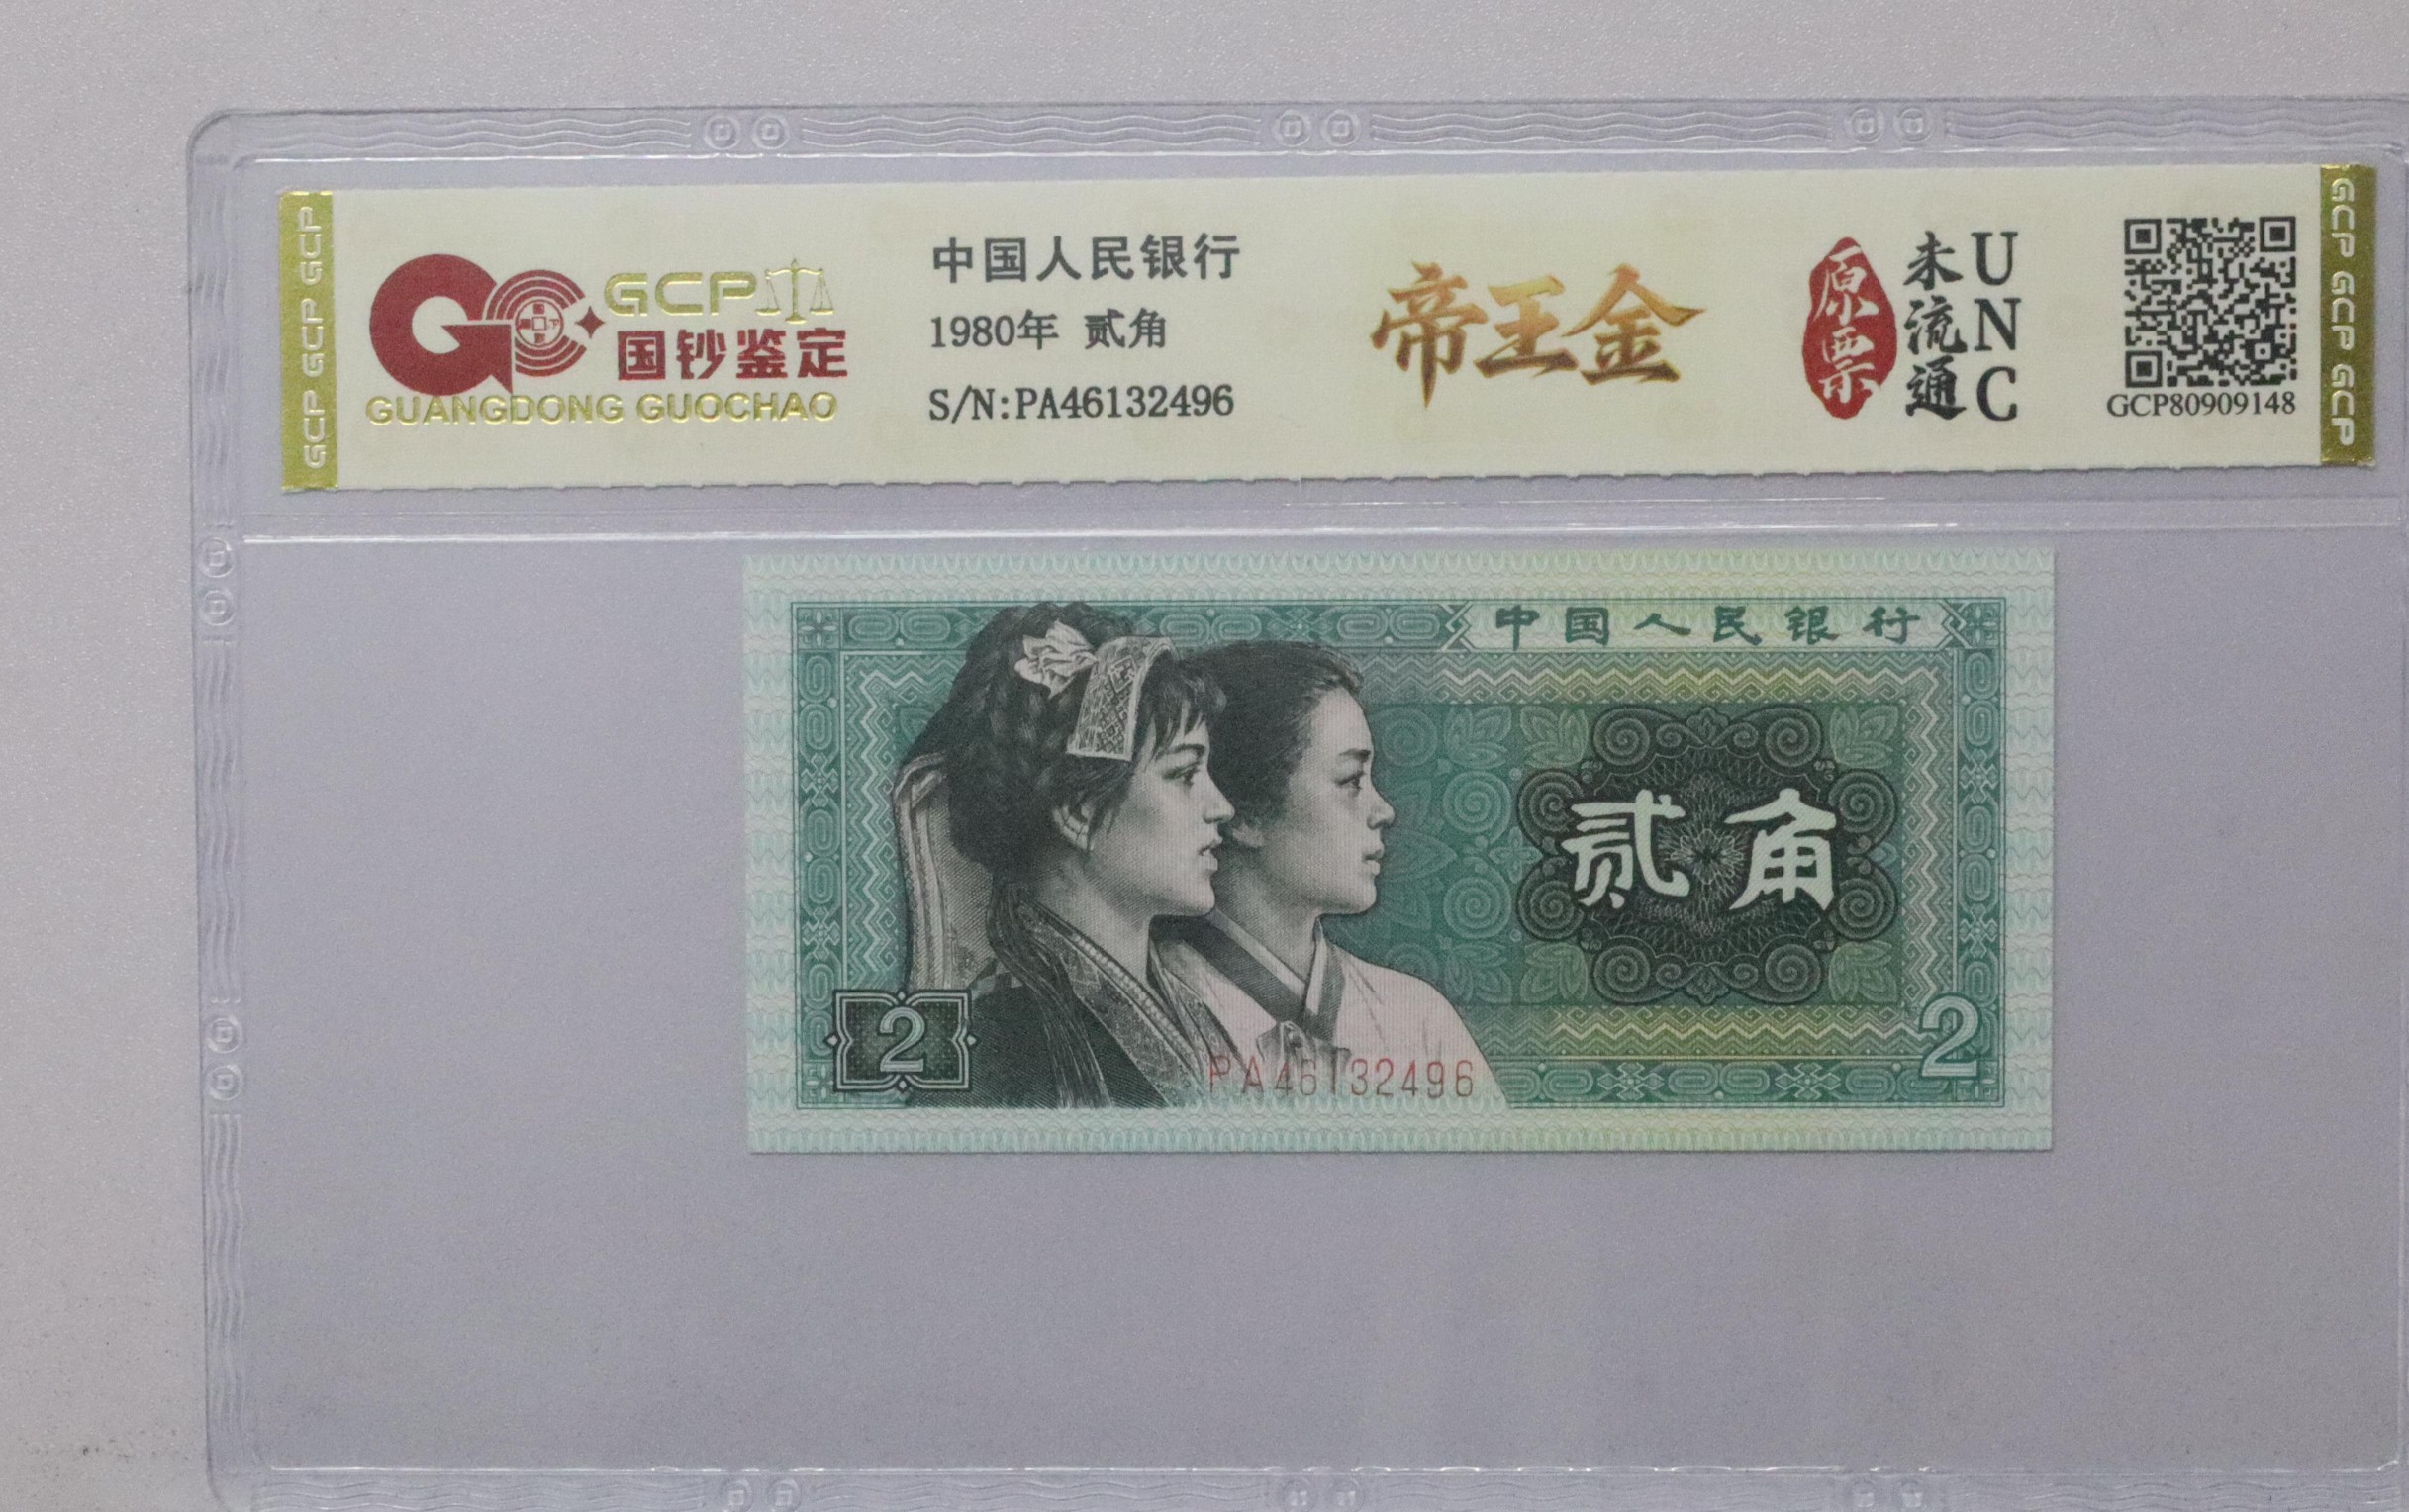 GCP GCP GCP
GCP
国钞鉴定
GUANGDONG GUOCHAO
中国人民银行
1980年 贰角
S/N:PA46132496
帝王金
原票
未流通
UNC
GCP80909148
GCP GCP GCP
中国人民银行
贰角
2
PA46132496
2